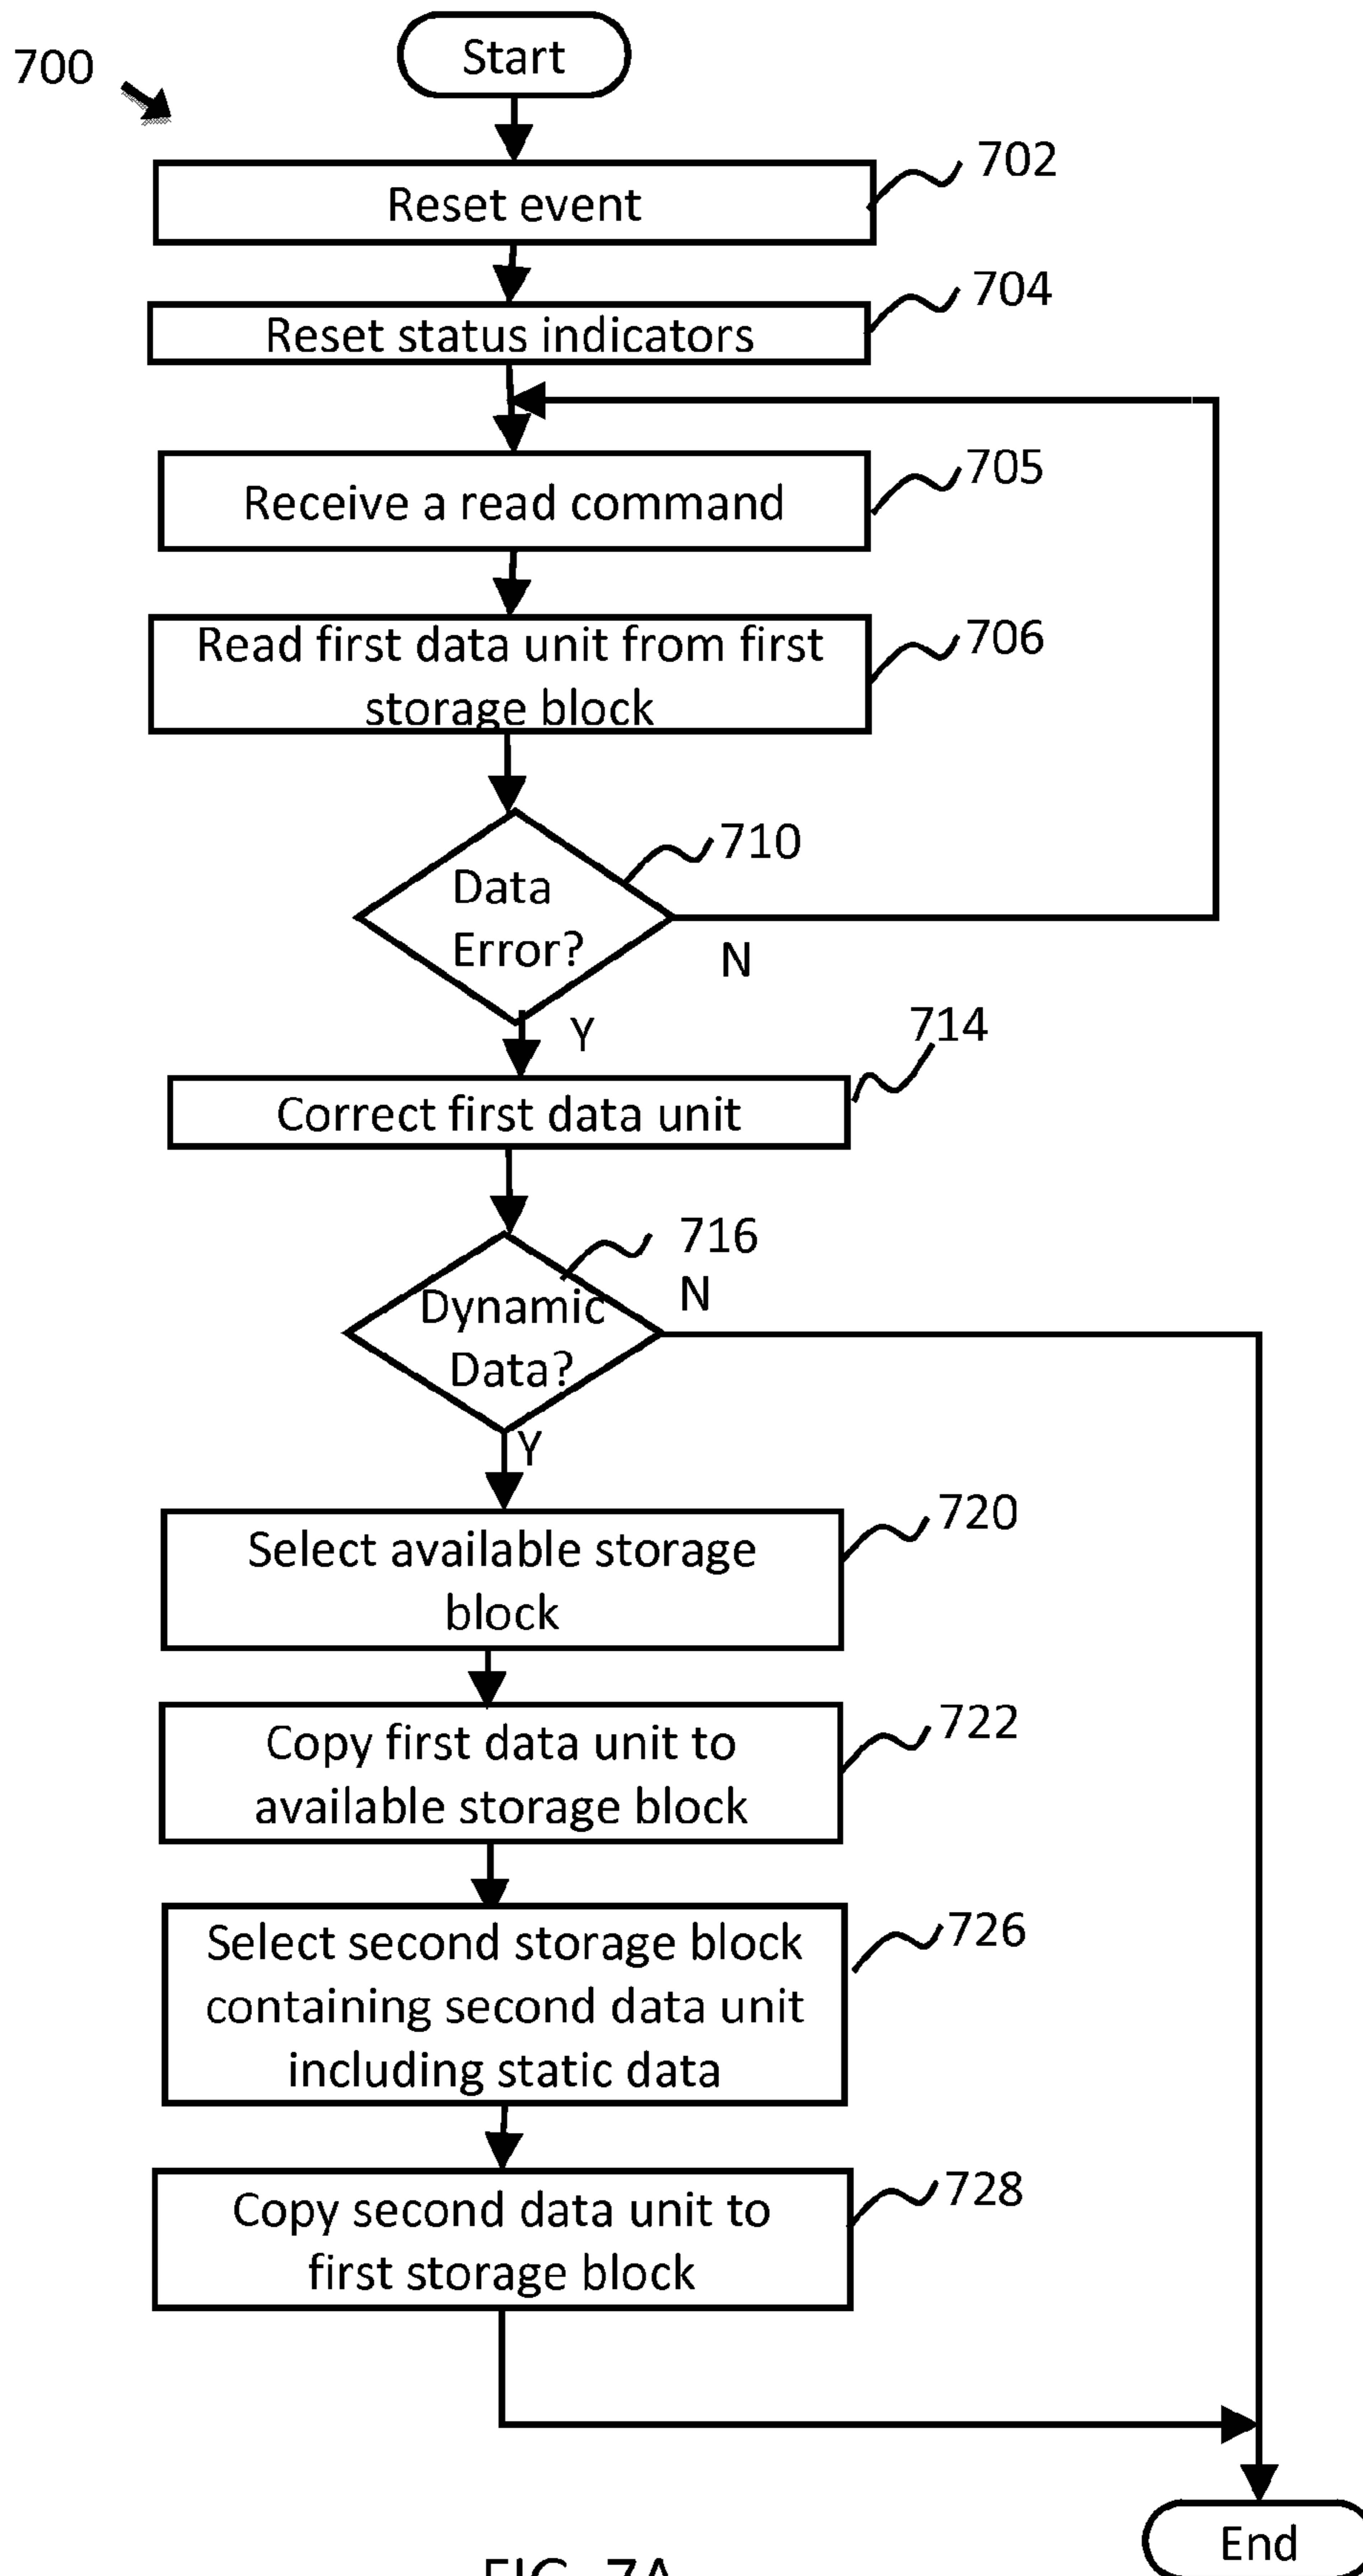 Start
700
702
Reset event
704
Reset status indicators
705
Receive a read command
706
Read first data unit from first
storage block
710
Data
Error?
N
Y
714
Correct first data unit
716
N
Dynamic
Data?
Y
720
Select available storage
block
722
Copy first data unit to
available storage block
726
Select second storage block
containing second data unit
including static data
728
Copy second data unit to
first storage block
End
FIG. 7A